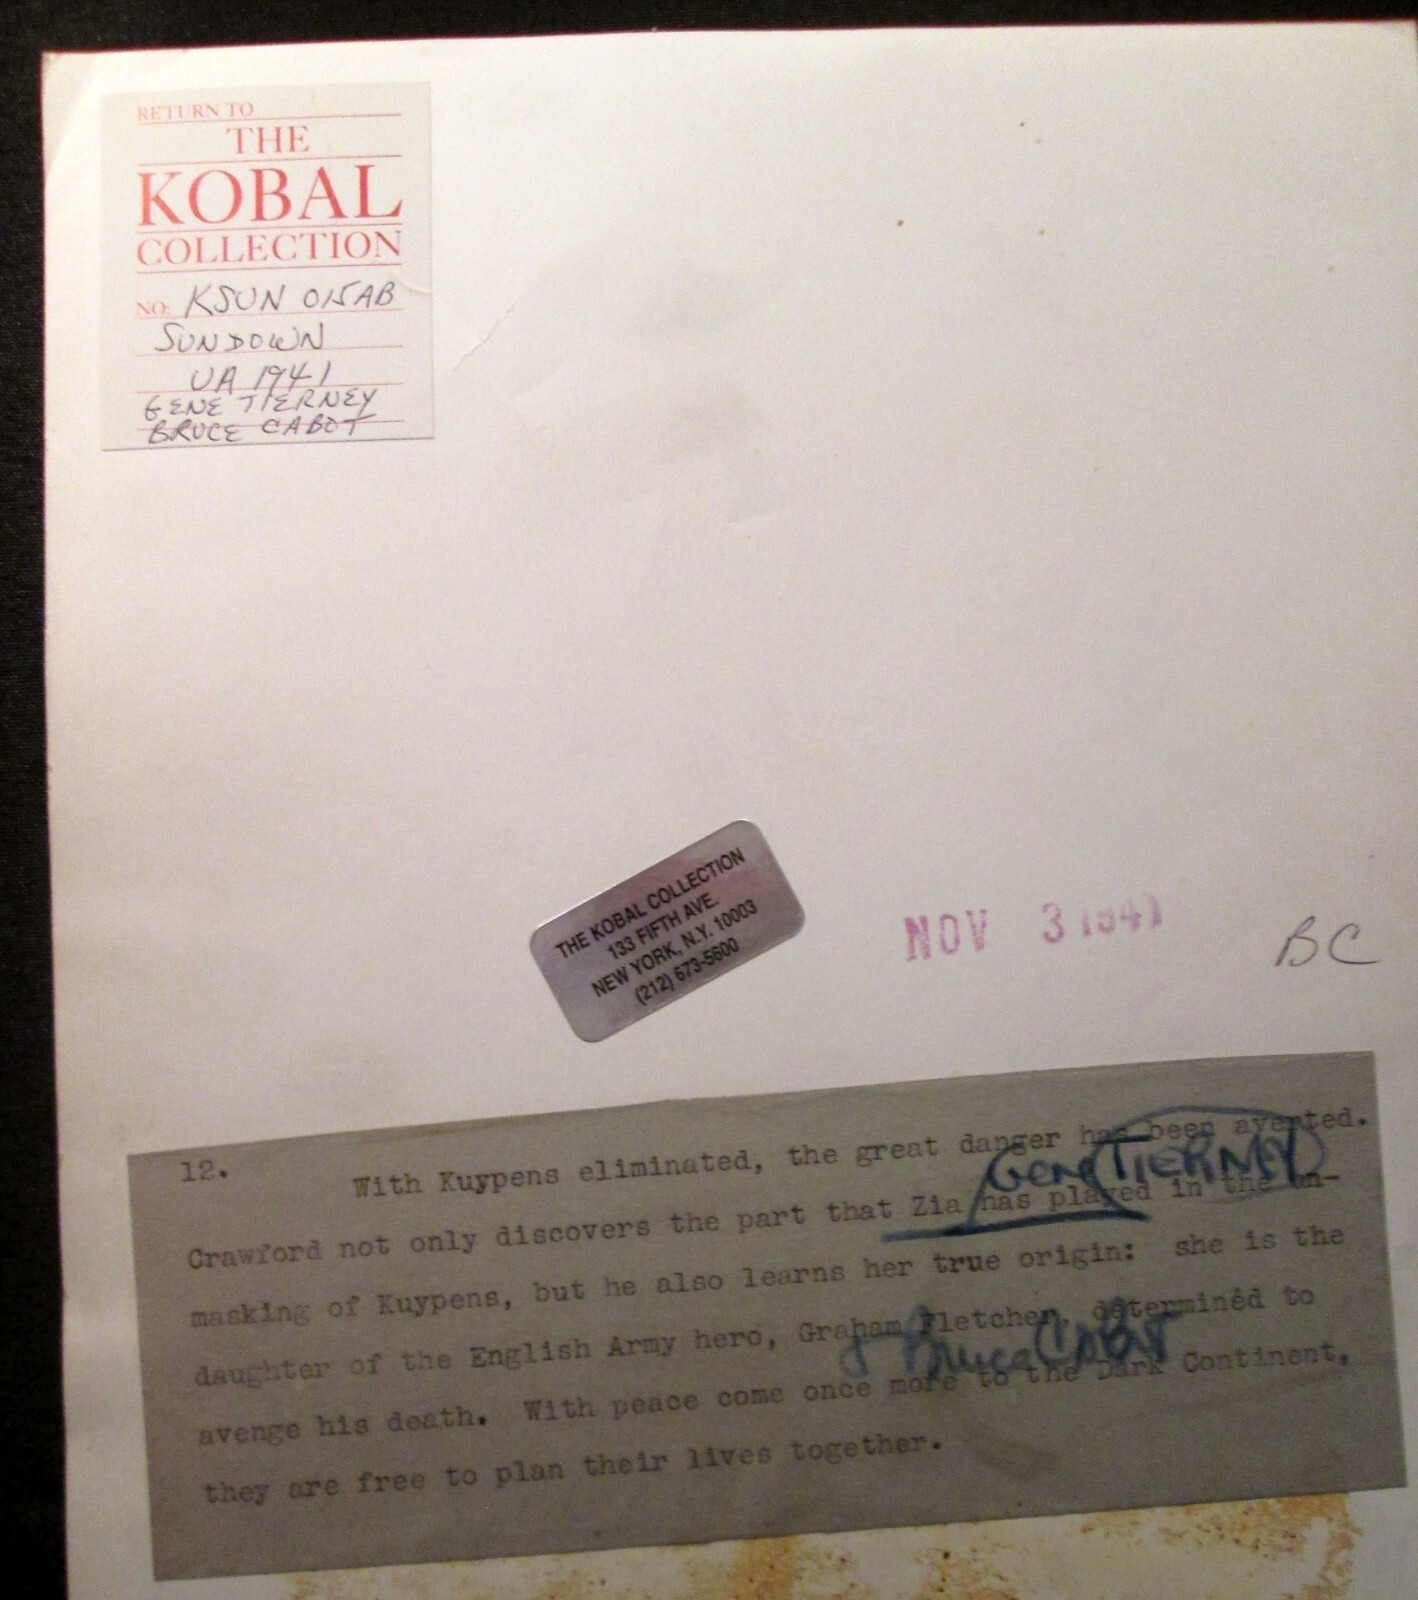 RETURN TO
THE
KOBAL
COLLECTION
NO: KSUN 015AB
SUNDOWN
UA 1941
GENE TIERNEY
BRUCE CABOT
THE KOBAL COLLECTION
133 FIFTH AVE.
NEW YORK, N.Y. 10003
(212) 673-5600
NOV 3 1941
BC
12. With Kuypens eliminated, the great danger has been averted.
Gene TIERNEY
Crawford not only discovers the part that Zia has played in the un-
masking of Kuypens, but he also learns her true origin: she is the
daughter of the English Army hero, Graham Fletcher, determined to
& Bruce CABOT
avenge his death. With peace come once more to the Dark Continent,
they are free to plan their lives together.